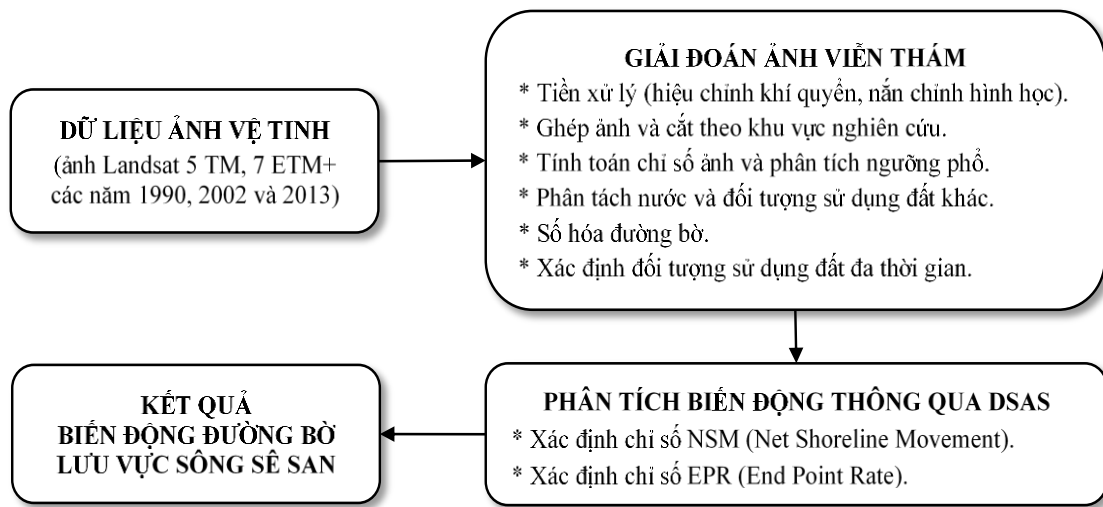 DỮ LIỆU ẢNH VỆ TINH
(ảnh Landsat 5 TM, 7 ETM+
các năm 1990, 2002 và 2013)
GIẢI ĐOÁN ẢNH VIỄN THÁM
* Tiền xử lý (hiệu chỉnh khí quyển, nắn chỉnh hình học).
* Ghép ảnh và cắt theo khu vực nghiên cứu.
* Tính toán chỉ số ảnh và phân tích ngưỡng phổ.
* Phân tách nước và đối tượng sử dụng đất khác.
* Số hóa đường bờ.
* Xác định đối tượng sử dụng đất đa thời gian.
PHÂN TÍCH BIẾN ĐỘNG THÔNG QUA DSAS
* Xác định chỉ số NSM (Net Shoreline Movement).
* Xác định chỉ số EPR (End Point Rate).
KẾT QUẢ
BIẾN ĐỘNG ĐƯỜNG BỜ
LƯU VỰC SÔNG SÊ SAN